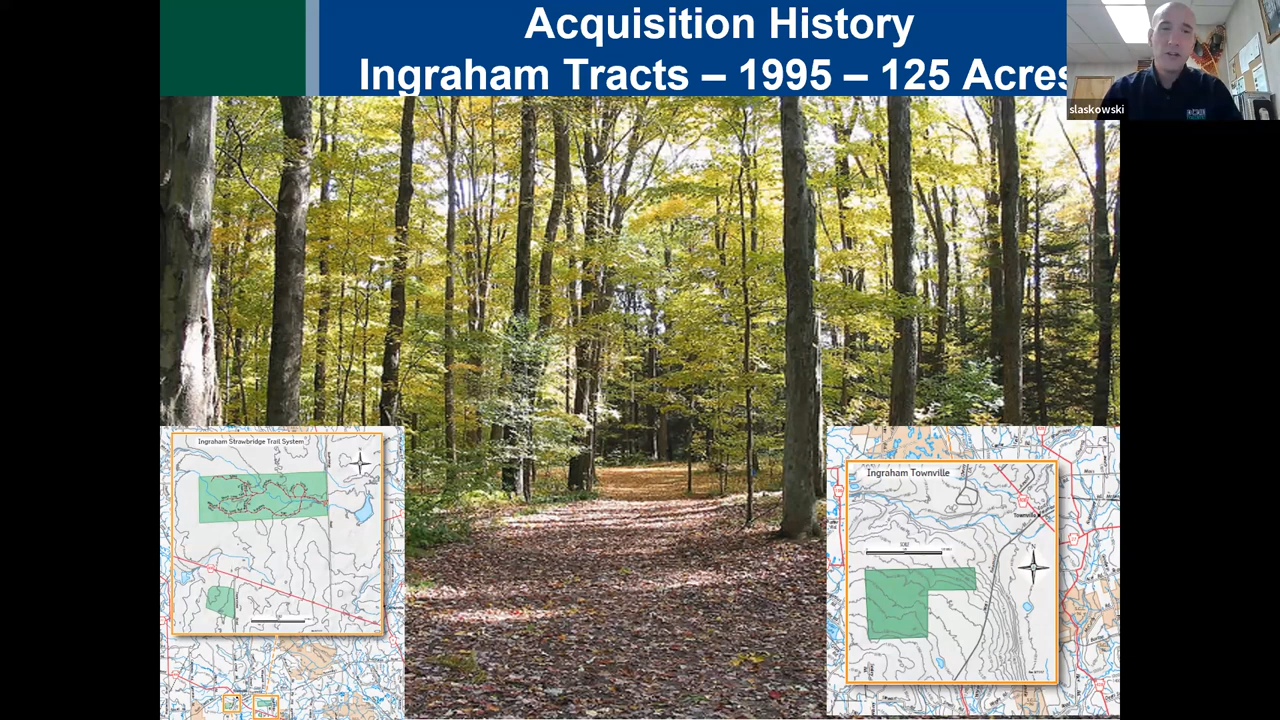 Acquisition History
Ingraham Tracts – 1995 – 125 Acres
slaskowski
Ingraham Strawbridge Trail System
Ingraham Townville
Townville